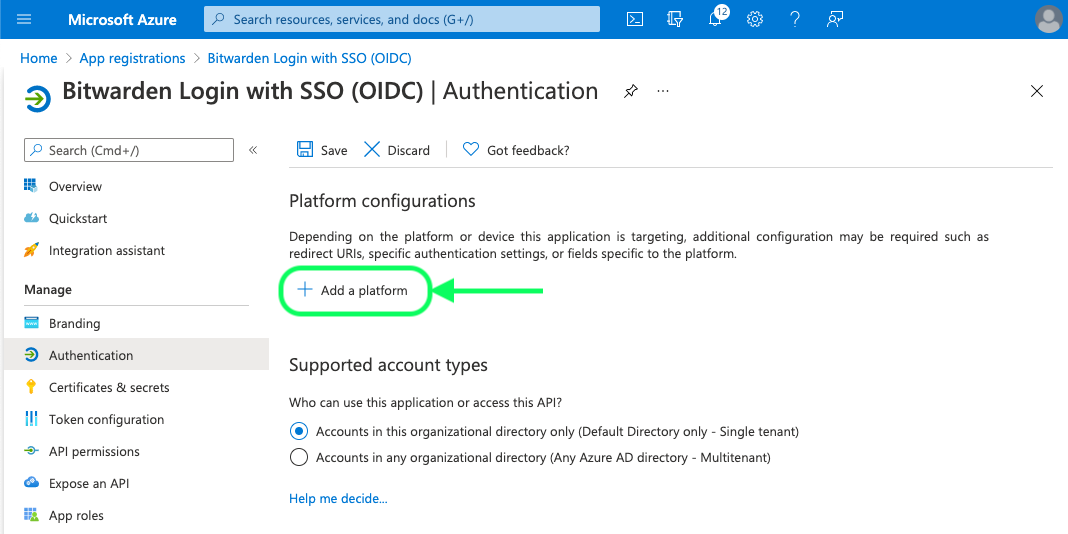 Microsoft Azure
Search resources, services, and docs (G+/)
12
Home > App registrations > Bitwarden Login with SSO (OIDC)
Bitwarden Login with SSO (OIDC) | Authentication
Search (Cmd+/)
Save
Discard
Got feedback?
Overview
Quickstart
Integration assistant
Manage
Branding
Authentication
Certificates & secrets
Token configuration
API permissions
Expose an API
App roles
Platform configurations
Depending on the platform or device this application is targeting, additional configuration may be required such as
redirect URIs, specific authentication settings, or fields specific to the platform.
Add a platform
Supported account types
Who can use this application or access this API?
Accounts in this organizational directory only (Default Directory only - Single tenant)
Accounts in any organizational directory (Any Azure AD directory - Multitenant)
Help me decide...